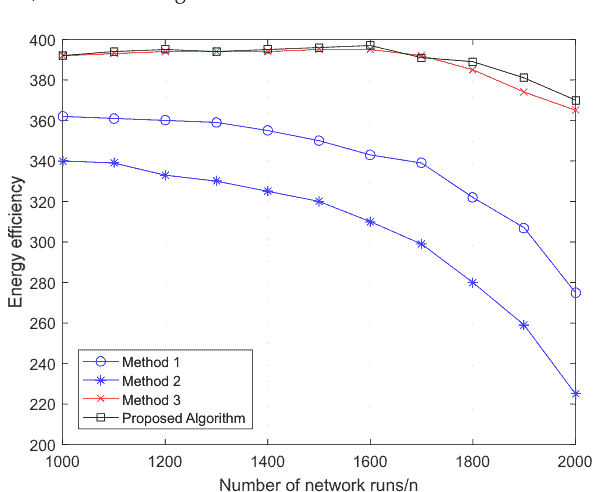 400
380
360
340
320
300
280
260
240
220
200
Energy efficiency
Method 1
Method 2
Method 3
Proposed Algorithm
1000 1200 1400 1600 1800 2000
Number of network runs/n